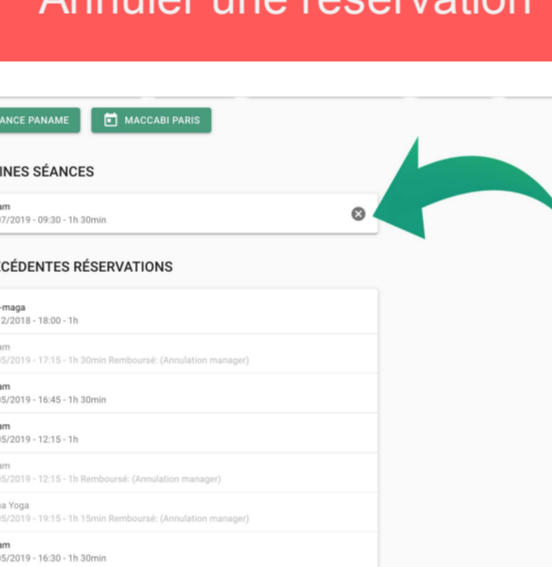 Annuler une réservation
ANCE PANAME
MACCABI PARIS
INES SÉANCES
am
07/2019 - 09:30 - 1h 30min
CÉDENTES RÉSERVATIONS
-maga
2/2018 - 18:00 - 1h
am
05/2019 - 17:15 - 1h 30min Remboursé: (Annulation manager)
am
05/2019 - 16:45 - 1h 30min
am
05/2019 - 12:15 - 1h
am
05/2019 - 12:15 - 1h Remboursé: (Annulation manager)
a Yoga
05/2019 - 19:15 - 1h 15min Remboursé: (Annulation manager)
am
05/2019 - 16:30 - 1h 30min